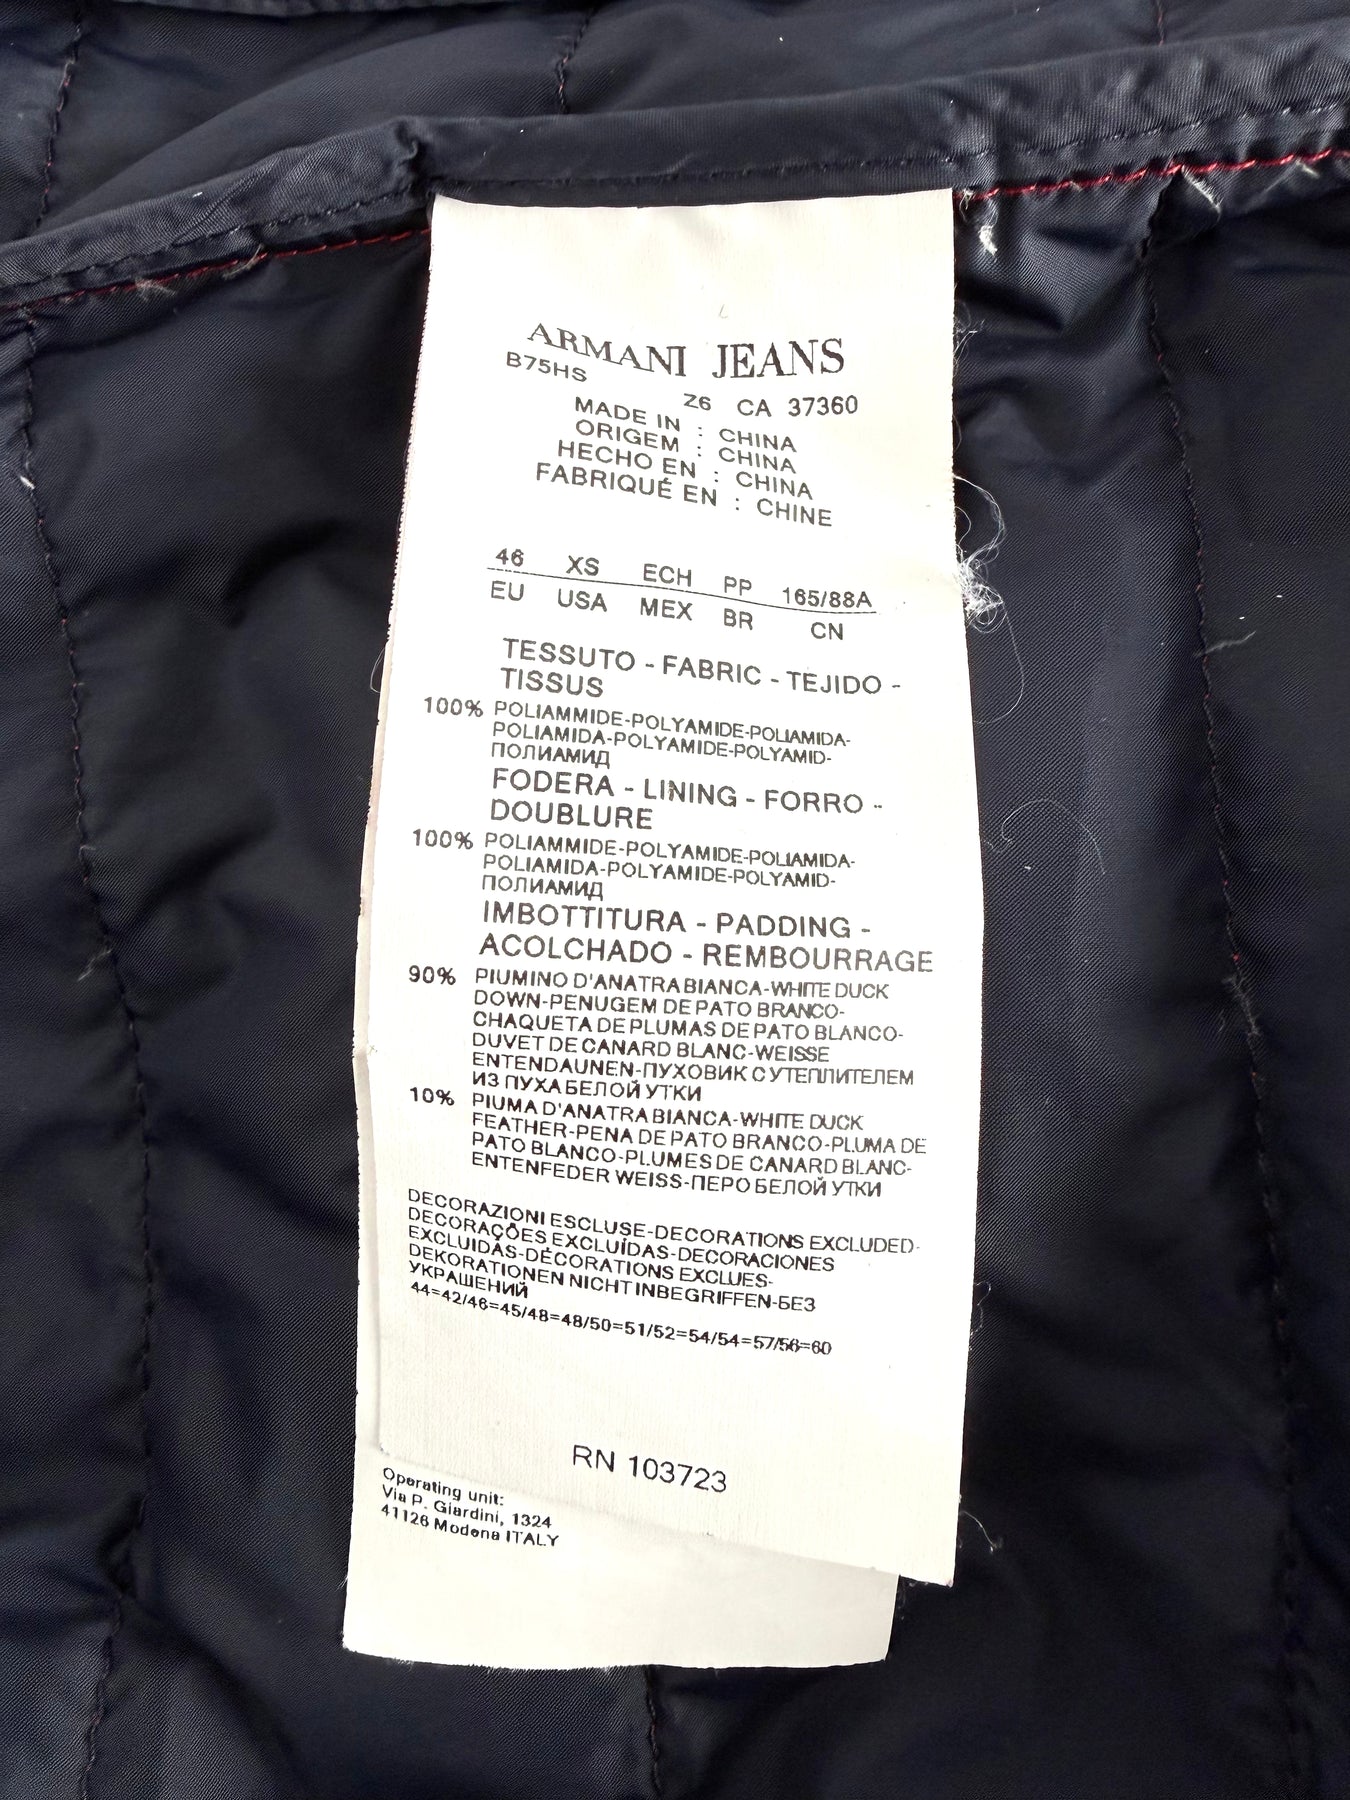 ARMANI JEANS
B75HS Z6 CA 37360
MADE IN : CHINA
ORIGEM : CHINA
HECHO EN : CHINA
FABRIQUÉ EN : CHINE
46 XS ECH PP 165/88A
EU USA MEX BR CN
TESSUTO - FABRIC - TEJIDO -
TISSUS
100% POLIAMMIDE-POLYAMIDE-POLIAMIDA-
POLIAMIDA-POLYAMIDE-POLYAMID-
ПОЛИАМИД
FODERA - LINING - FORRO -
DOUBLURE
100% POLIAMMIDE-POLYAMIDE-POLIAMIDA-
POLIAMIDA-POLYAMIDE-POLYAMID-
ПОЛИАМИД
IMBOTTITURA - PADDING -
ACOLCHADO - REMBOURRAGE
90% PIUMINO D'ANATRA BIANCA-WHITE DUCK
DOWN-PENUGEM DE PATO BRANCO-
CHAQUETA DE PLUMAS DE PATO BLANCO-
DUVET DE CANARD BLANC-WEISSE
ENTENDAUNEN-ПУХОВИК С УТЕПЛИТЕЛЕМ
ИЗ ПУХА БЕЛОЙ УТКИ
10% PIUMA D'ANATRA BIANCA-WHITE DUCK
FEATHER-PENA DE PATO BRANCO-PLUMA DE
PATO BLANCO-PLUMES DE CANARD BLANC-
ENTENFEDER WEISS-ПЕРО БЕЛОЙ УТКИ
DECORAZIONI ESCLUSE-DECORATIONS EXCLUDED-
DECORAÇÕES EXCLUÍDAS-DECORACIONES
EXCLUIDAS-DÉCORATIONS EXCLUES-
DEKORATIONEN NICHT INBEGRIFFEN-БЕЗ
УКРАШЕНИЙ
44=42/46=45/48=48/50=51/52=54/54=57/56=60
RN 103723
Operating unit:
Via P. Giardini, 1324
41126 Modena ITALY